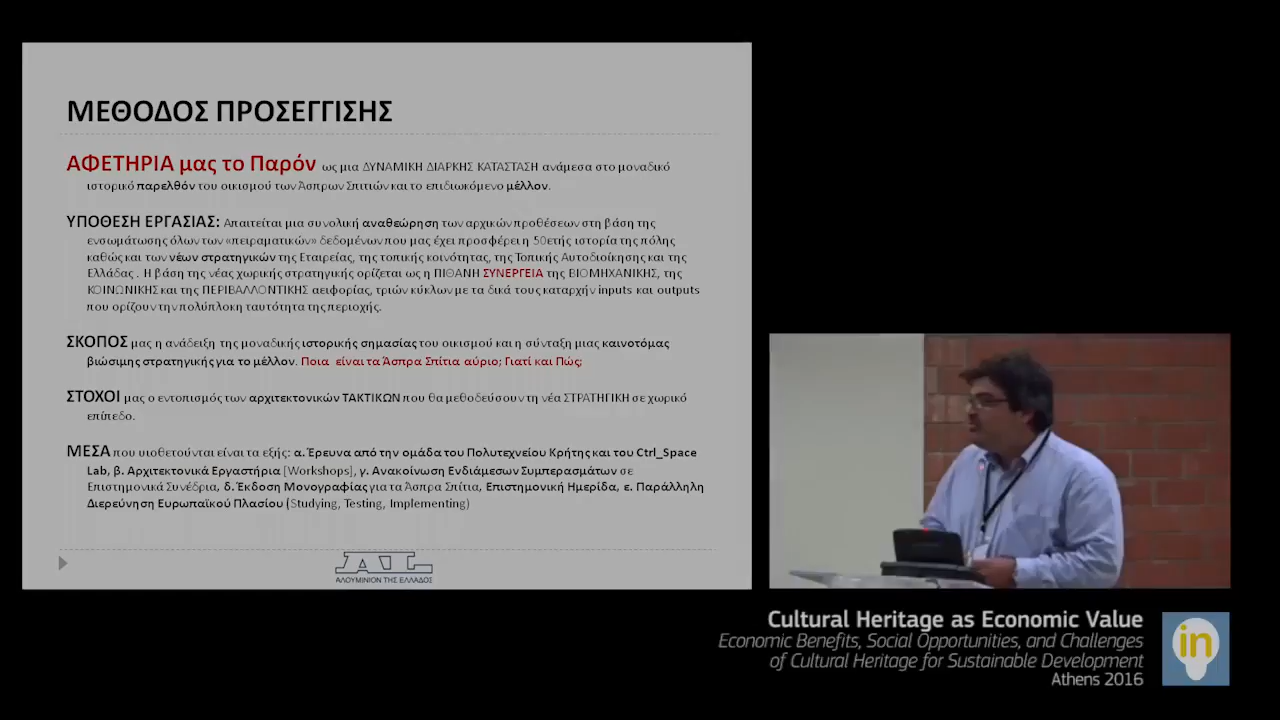 ΜΕΘΟΔΟΣ ΠΡΟΣΕΓΓΙΣΗΣ
ΑΦΕΤΗΡΙΑ μας το Παρόν ως μια ΔΥΝΑΜΙΚΗ ΔΙΑΡΚΗΣ ΚΑΤΑΣΤΑΣΗ ανάμεσα στο μοναδικό
ιστορικό παρελθόν του οικισμού των Άσπρων Σπιτιών και το επιδιωκόμενο μέλλον.
ΥΠΟΘΕΣΗ ΕΡΓΑΣΙΑΣ: Απαιτείται μια συνολική αναθεώρηση των αρχικών προθέσεων στη βάση της
ενσωμάτωσης όλων των «πειραματικών» δεδομένων που μας έχει προσφέρει η 50ετής ιστορία της πόλης
καθώς και των νέων στρατηγικών της Εταιρείας, της τοπικής κοινότητας, της Τοπικής Αυτοδιοίκησης και της
Ελλάδας . Η βάση της νέας χωρικής στρατηγικής ορίζεται ως η ΠΙΘΑΝΗ ΣΥΝΕΡΓΕΙΑ της ΒΙΟΜΗΧΑΝΙΚΗΣ, της
ΚΟΙΝΩΝΙΚΗΣ και της ΠΕΡΙΒΑΛΛΟΝΤΙΚΗΣ αειφορίας, τριών κύκλων με τα δικά τους καταρχήν inputs και outputs
που ορίζουν την πολύπλοκη ταυτότητα της περιοχής.
ΣΚΟΠΟΣ μας η ανάδειξη της μοναδικής ιστορικής σημασίας του οικισμού και η σύνταξη μιας καινοτόμας
βιώσιμης στρατηγικής για το μέλλον. Ποια είναι τα Άσπρα Σπίτια αύριο; Γιατί και Πώς;
ΣΤΟΧΟΙ μας ο εντοπισμός των αρχιτεκτονικών ΤΑΚΤΙΚΩΝ που θα μεθοδεύσουν τη νέα ΣΤΡΑΤΗΓΙΚΗ σε χωρικό
επίπεδο.
ΜΕΣΑ που υιοθετούνται είναι τα εξής: α. Έρευνα από την ομάδα του Πολυτεχνείου Κρήτης και του Ctrl_Space
Lab, β. Αρχιτεκτονικά Εργαστήρια [Workshops], γ. Ανακοίνωση Ενδιάμεσων Συμπερασμάτων σε
Επιστημονικά Συνέδρια, δ. Έκδοση Μονογραφίας για τα Άσπρα Σπίτια, Επιστημονική Ημερίδα, ε. Παράλληλη
Διερεύνηση Ευρωπαϊκού Πλασίου (Studying, Testing, Implementing)
ΑΛΟΥΜΙΝΙΟΝ ΤΗΣ ΕΛΛΑΔΟΣ
Cultural Heritage as Economic Value
Economic Benefits, Social Opportunities, and Challenges
of Cultural Heritage for Sustainable Development
Athens 2016
in